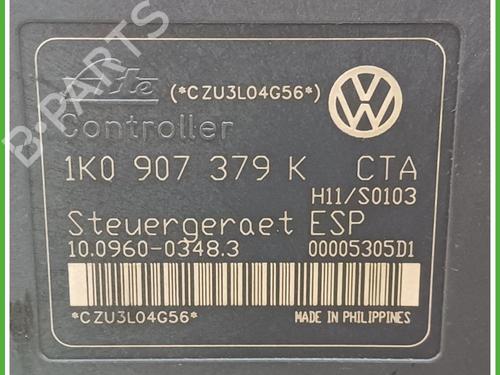 Ate (*CZU3L04G56*)
Controller
1K0 907 379 K CTA
H11/S0103
Steuergeraet ESP
10.0960-0348.3 00005305D1
*CZU3L04G56*
MADE IN PHILIPPINES
B-PARTS